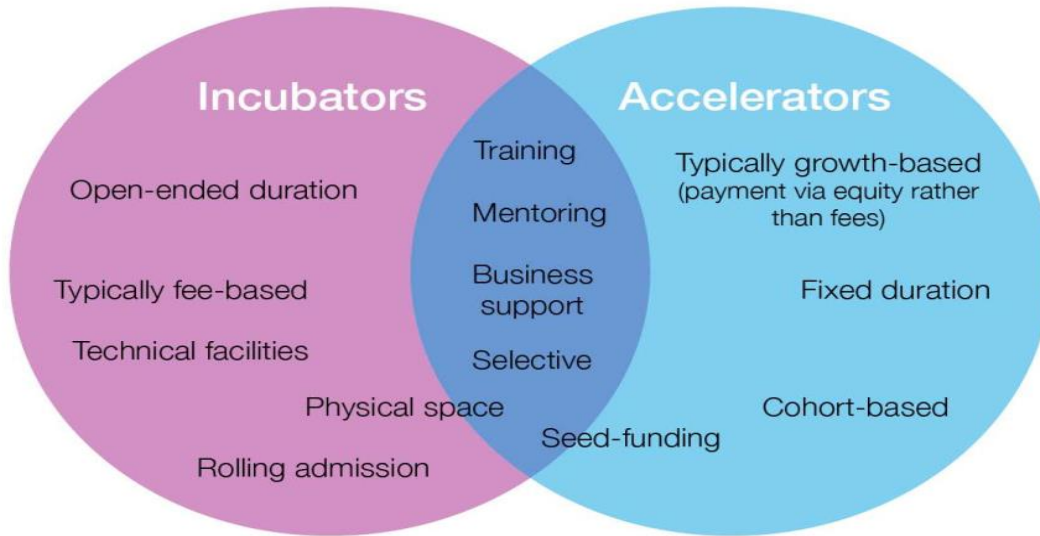 Incubators
Open-ended duration
Typically fee-based
Technical facilities
Physical space
Rolling admission
Training
Mentoring
Business
support
Selective
Seed-funding
Accelerators
Typically growth-based
(payment via equity rather
than fees)
Fixed duration
Cohort-based